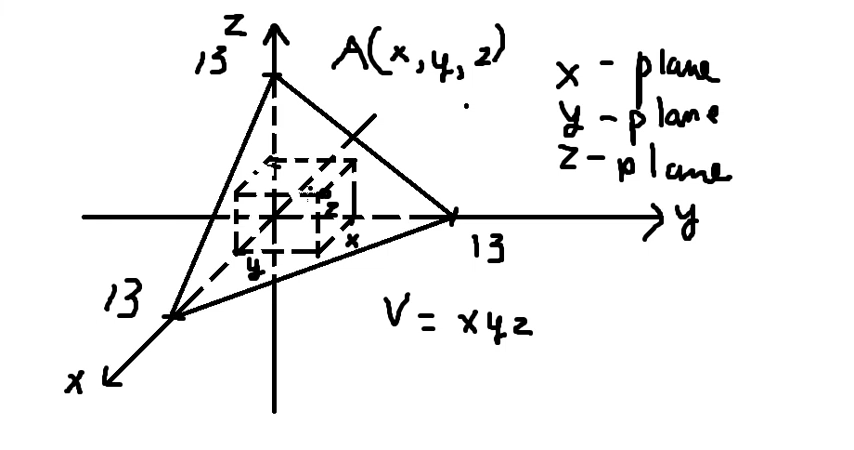 z
13
A(x, y, z)
x - plane
y - plane
z - plane
z
x
y
y
13
13
V = xyz
x